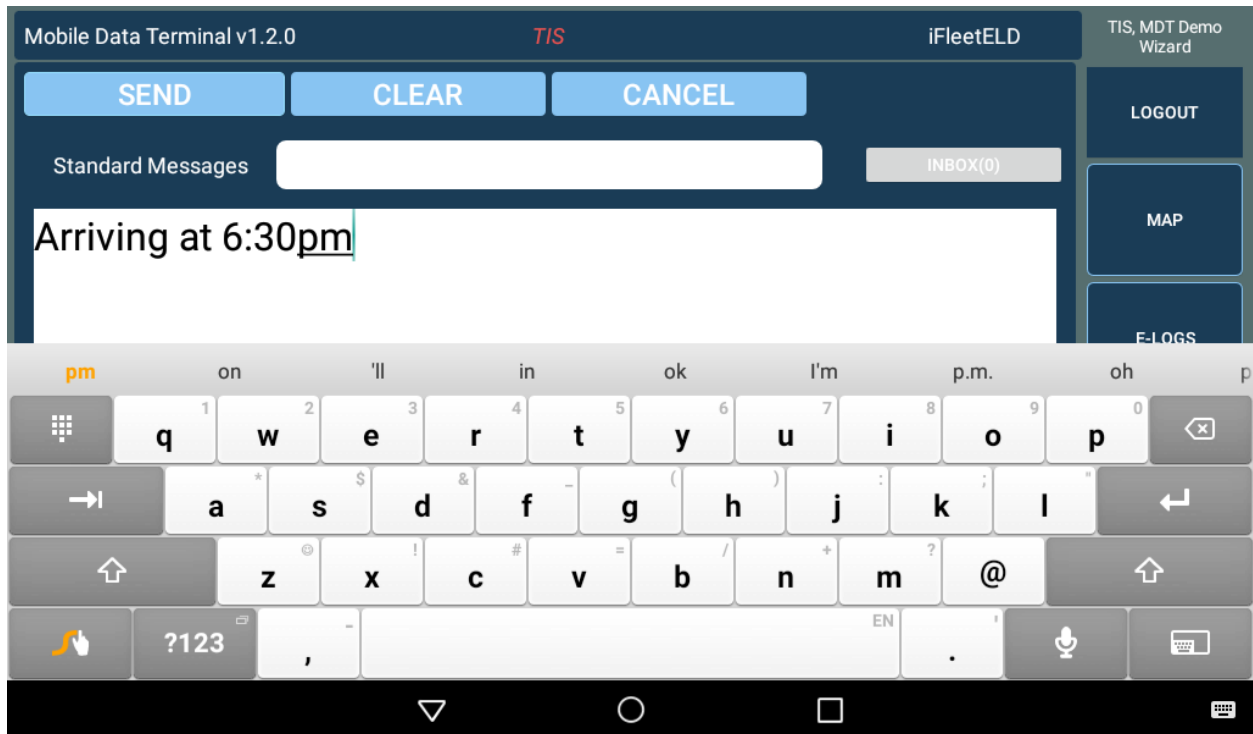 Mobile Data Terminal v1.2.0 TIS iFleetELD
TIS, MDT Demo
Wizard
SEND CLEAR CANCEL
LOGOUT
Standard Messages INBOX(0)
MAP
Arriving at 6:30pm
E-LOGS
pm on 'll in ok I'm p.m. oh p
q 1 w 2 e 3 r 4 t 5 y 6 u 7 i 8 o 9 p 0
a * s $ d & f _ g ( h ) j : k ; l "
z ☺ x ! c # v = b / n + m ? @
?123 , - EN . '